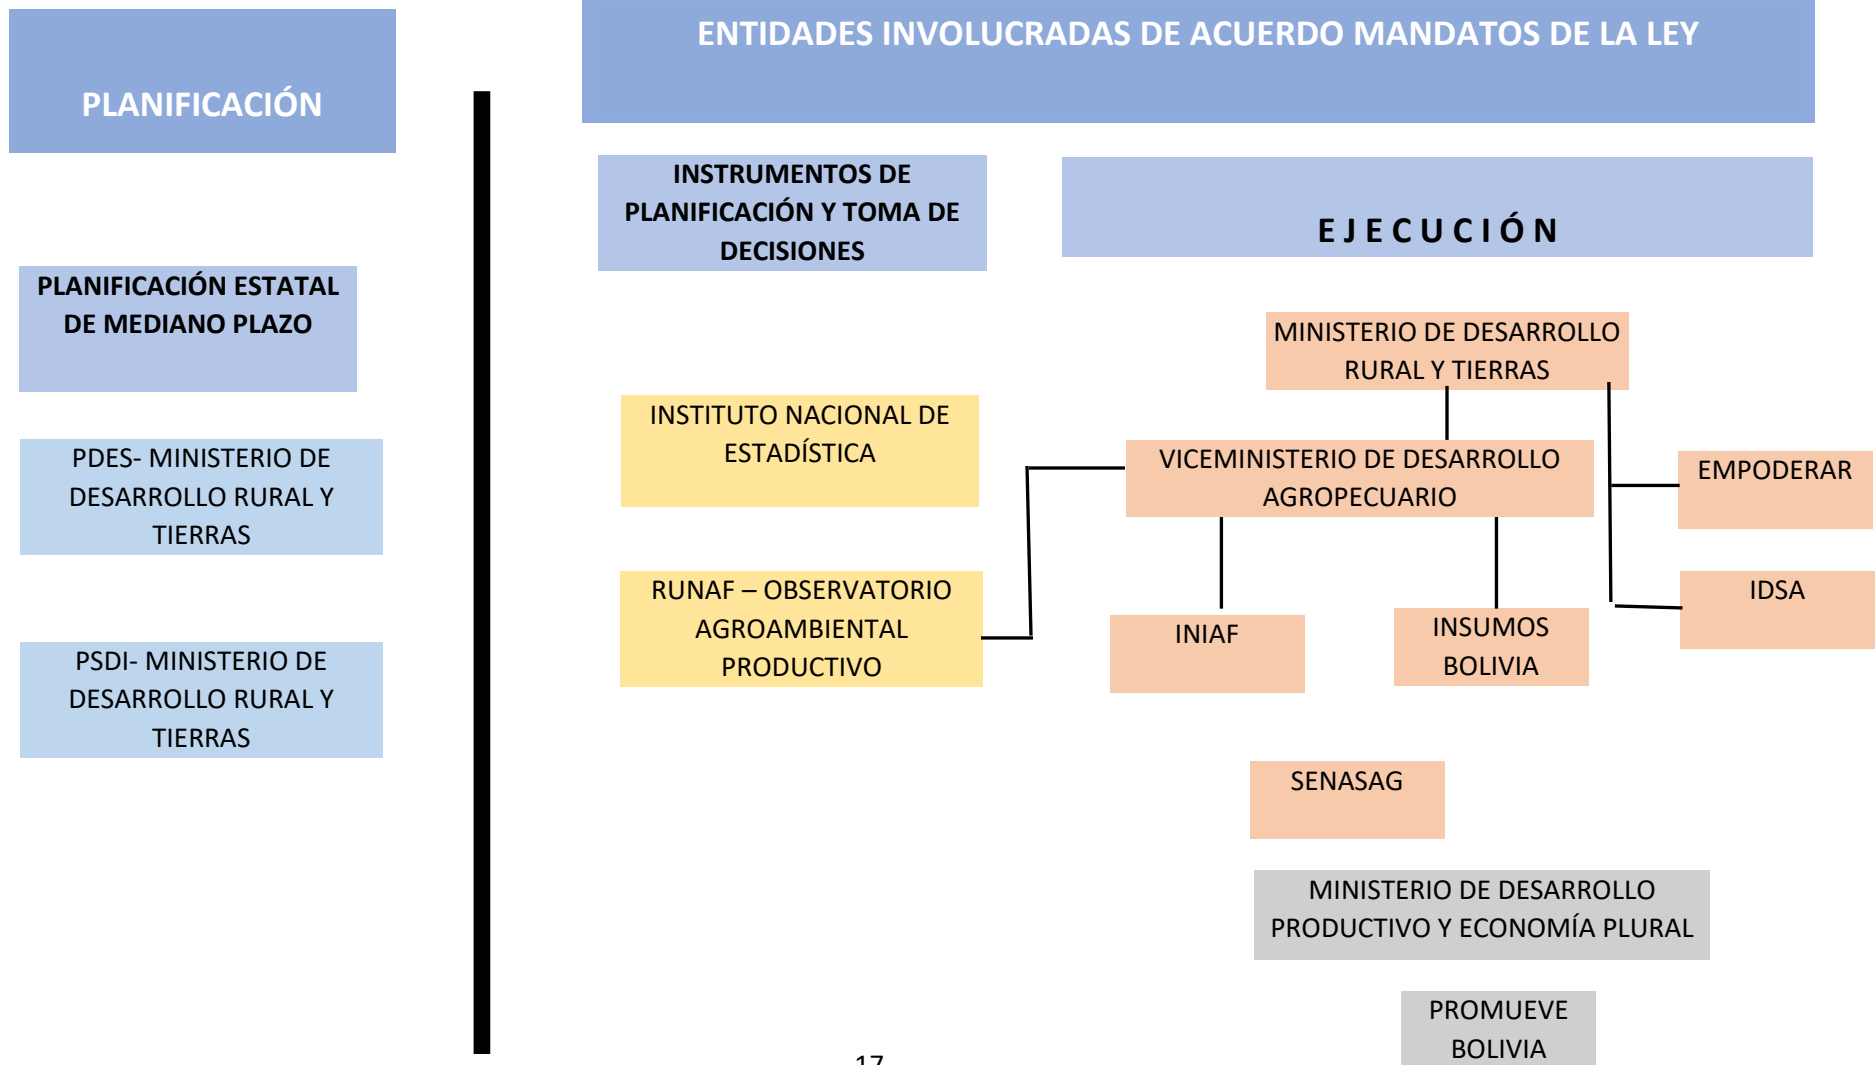 PLANIFICACIÓN
PLANIFICACIÓN ESTATAL
DE MEDIANO PLAZO
PDES- MINISTERIO DE
DESARROLLO RURAL Y
TIERRAS
PSDI- MINISTERIO DE
DESARROLLO RURAL Y
TIERRAS
ENTIDADES INVOLUCRADAS DE ACUERDO MANDATOS DE LA LEY
INSTRUMENTOS DE
PLANIFICACIÓN Y TOMA DE
DECISIONES
INSTITUTO NACIONAL DE
ESTADÍSTICA
RUNAF – OBSERVATORIO
AGROAMBIENTAL
PRODUCTIVO
E J E C U C I Ó N
MINISTERIO DE DESARROLLO
RURAL Y TIERRAS
VICEMINISTERIO DE DESARROLLO
AGROPECUARIO
EMPODERAR
IDSA
INIAF
INSUMOS
BOLIVIA
SENASAG
MINISTERIO DE DESARROLLO
PRODUCTIVO Y ECONOMÍA PLURAL
PROMUEVE
BOLIVIA
17